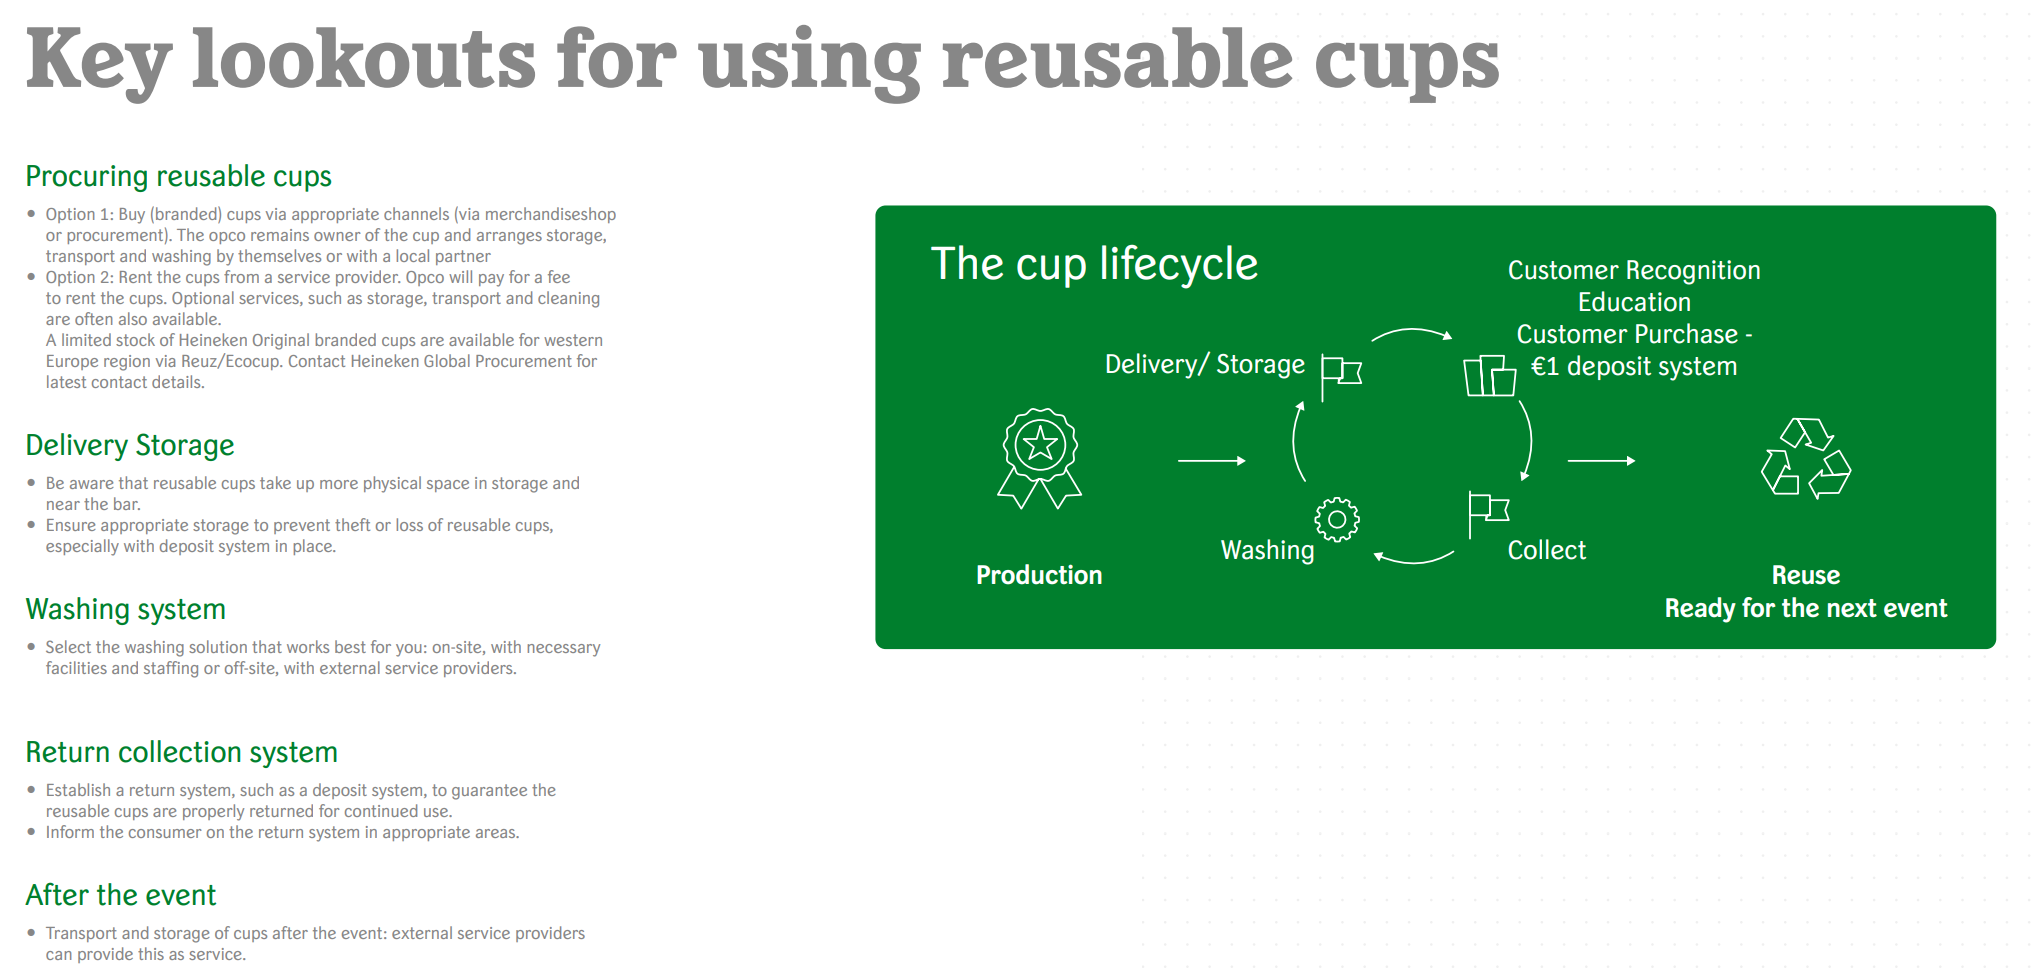 Key lookouts for using reusable cups
Procuring reusable cups
• Option 1: Buy (branded) cups via appropriate channels (via merchandiseshop
or procurement). The opco remains owner of the cup and arranges storage,
transport and washing by themselves or with a local partner
• Option 2: Rent the cups from a service provider. Opco will pay for a fee
to rent the cups. Optional services, such as storage, transport and cleaning
are often also available.
A limited stock of Heineken Original branded cups are available for western
Europe region via Reuz/Ecocup. Contact Heineken Global Procurement for
latest contact details.
Delivery Storage
• Be aware that reusable cups take up more physical space in storage and
near the bar.
• Ensure appropriate storage to prevent theft or loss of reusable cups,
especially with deposit system in place.
Washing system
• Select the washing solution that works best for you: on-site, with necessary
facilities and staffing or off-site, with external service providers.
Return collection system
• Establish a return system, such as a deposit system, to guarantee the
reusable cups are properly returned for continued use.
• Inform the consumer on the return system in appropriate areas.
After the event
• Transport and storage of cups after the event: external service providers
can provide this as service.
The cup lifecycle
Customer Recognition
Education
Customer Purchase -
€1 deposit system
Delivery/ Storage
Washing
Collect
Production
Reuse
Ready for the next event